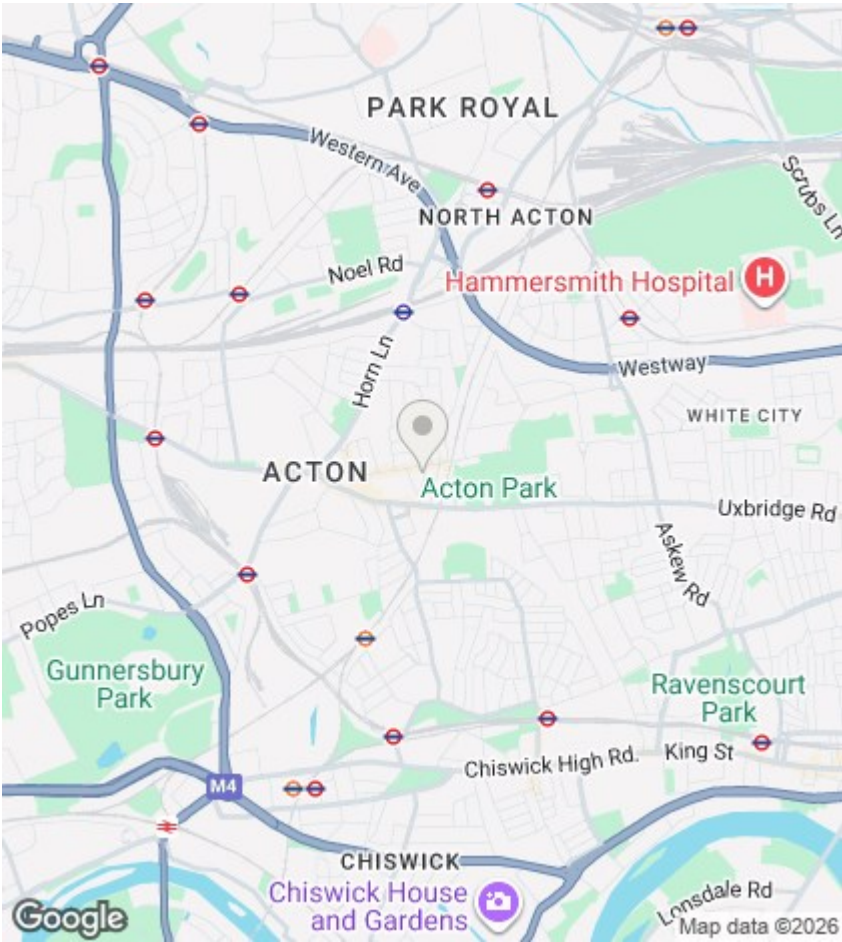 PARK ROYAL
Western Ave
Scrubs Ln
NORTH ACTON
Noel Rd
Hammersmith Hospital
H
Horn Ln
Westway
WHITE CITY
ACTON
Acton Park
Uxbridge Rd
Askew Rd
Popes Ln
Gunnersbury
Park
Ravenscourt
Park
Chiswick High Rd.
King St
M4
CHISWICK
Chiswick House
and Gardens
Lonsdale Rd
Google
Map data ©2026